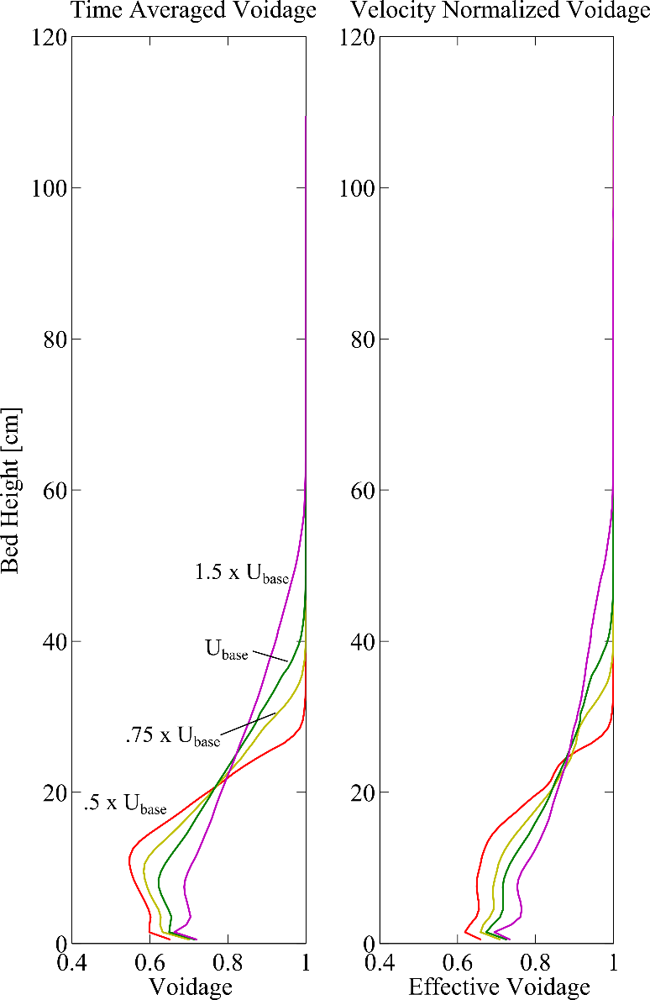 Time Averaged Voidage
Velocity Normalized Voidage
Bed Height [cm]
120
100
80
60
40
20
0
0.4
0.6
0.8
1
Voidage
1.5 x Ubase
Ubase
.75 x Ubase
.5 x Ubase
120
100
80
60
40
20
0
0.4
0.6
0.8
1
Effective Voidage